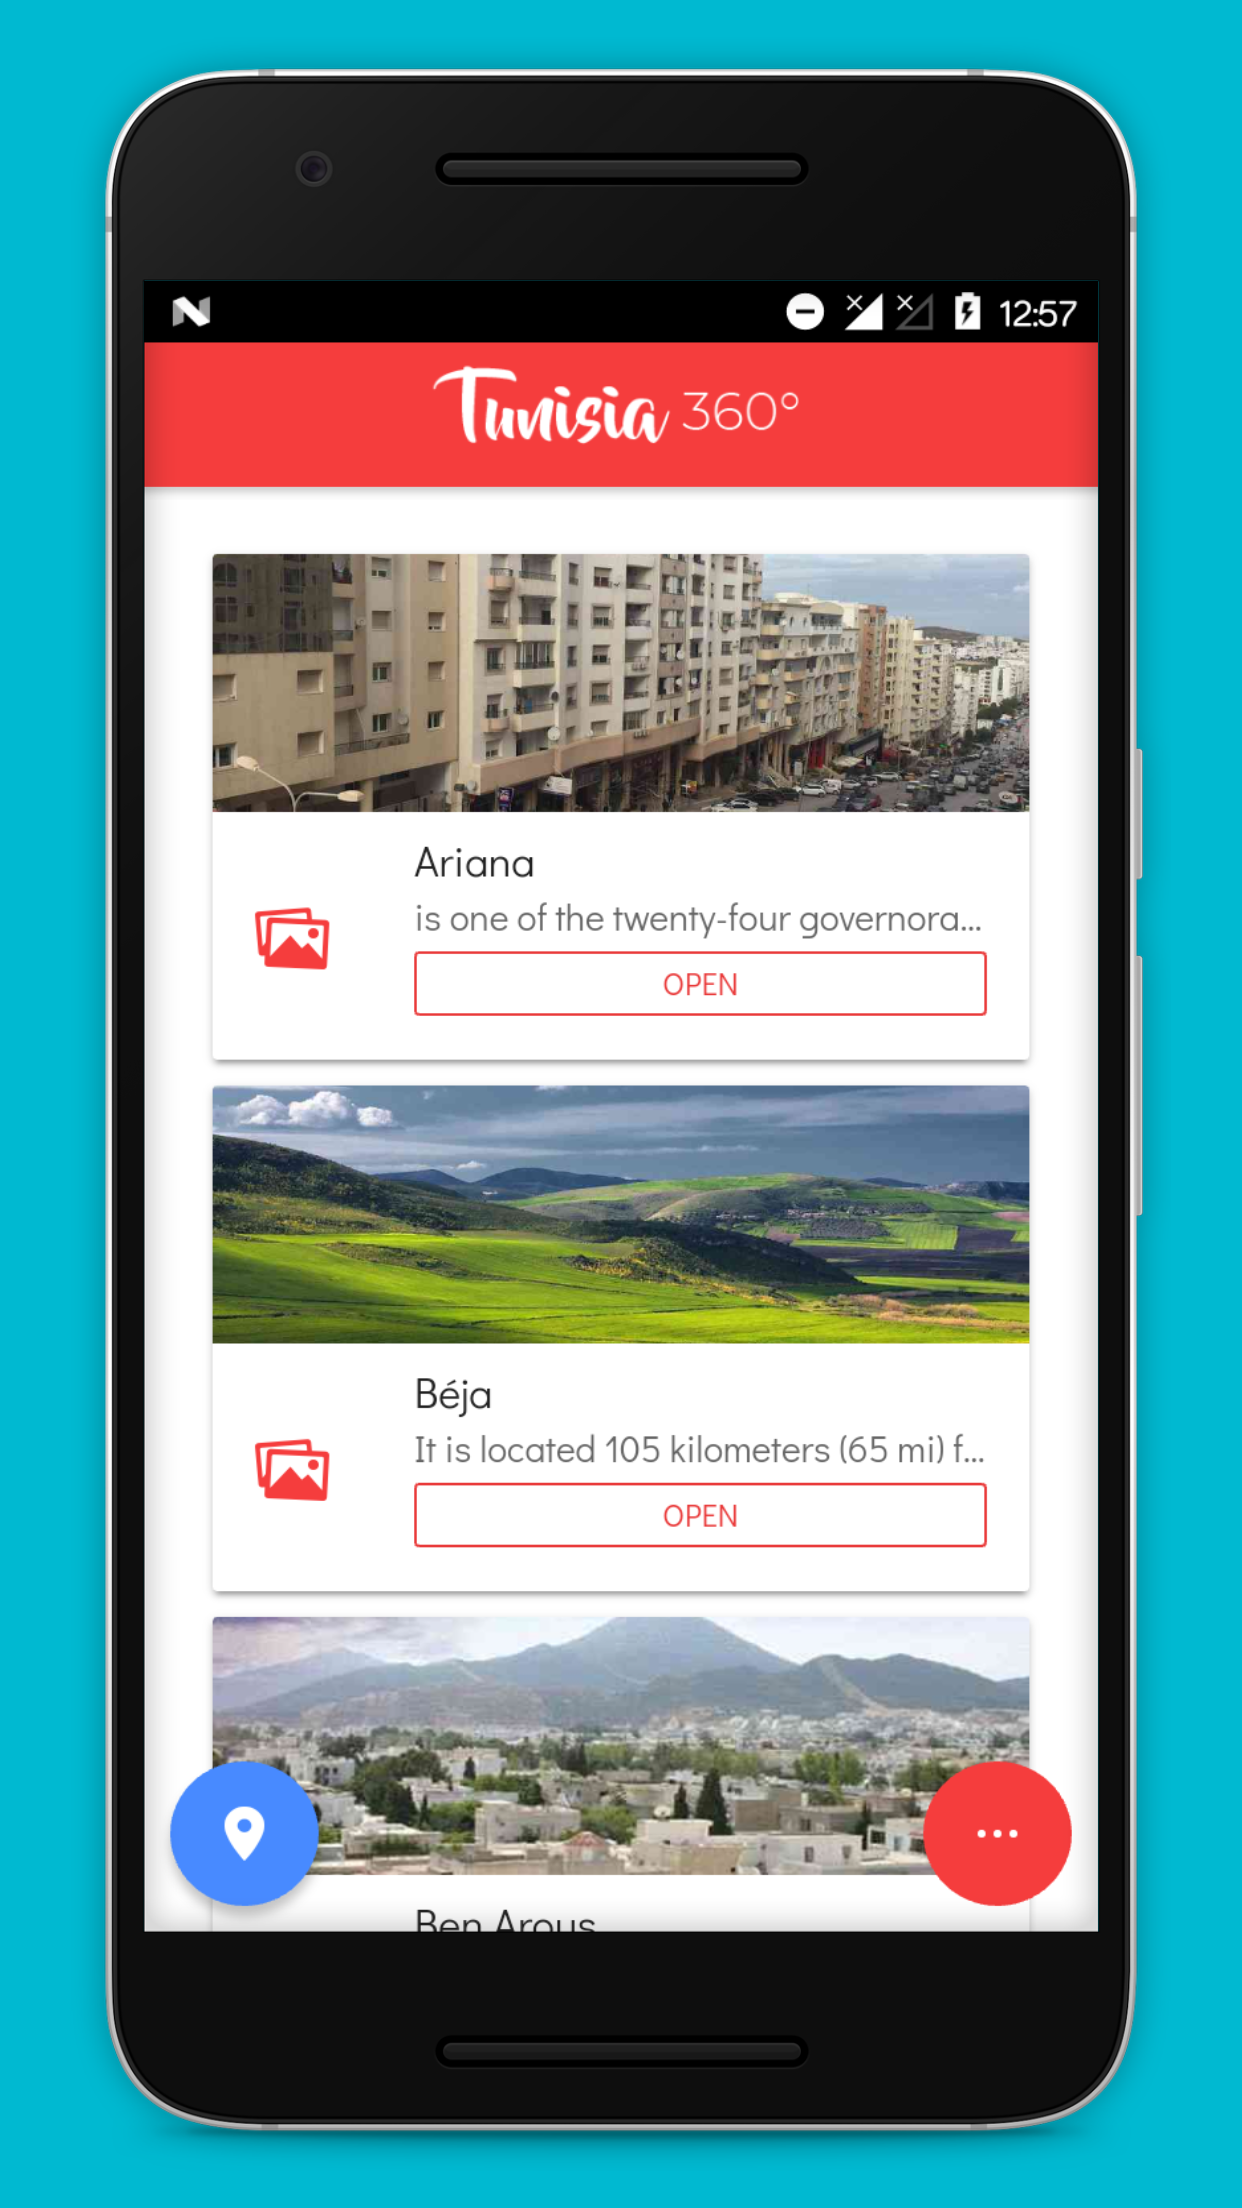 12:57
Tunisia 360°
Ariana
is one of the twenty-four governora...
OPEN
Béja
It is located 105 kilometers (65 mi) f...
OPEN
Ben Arous